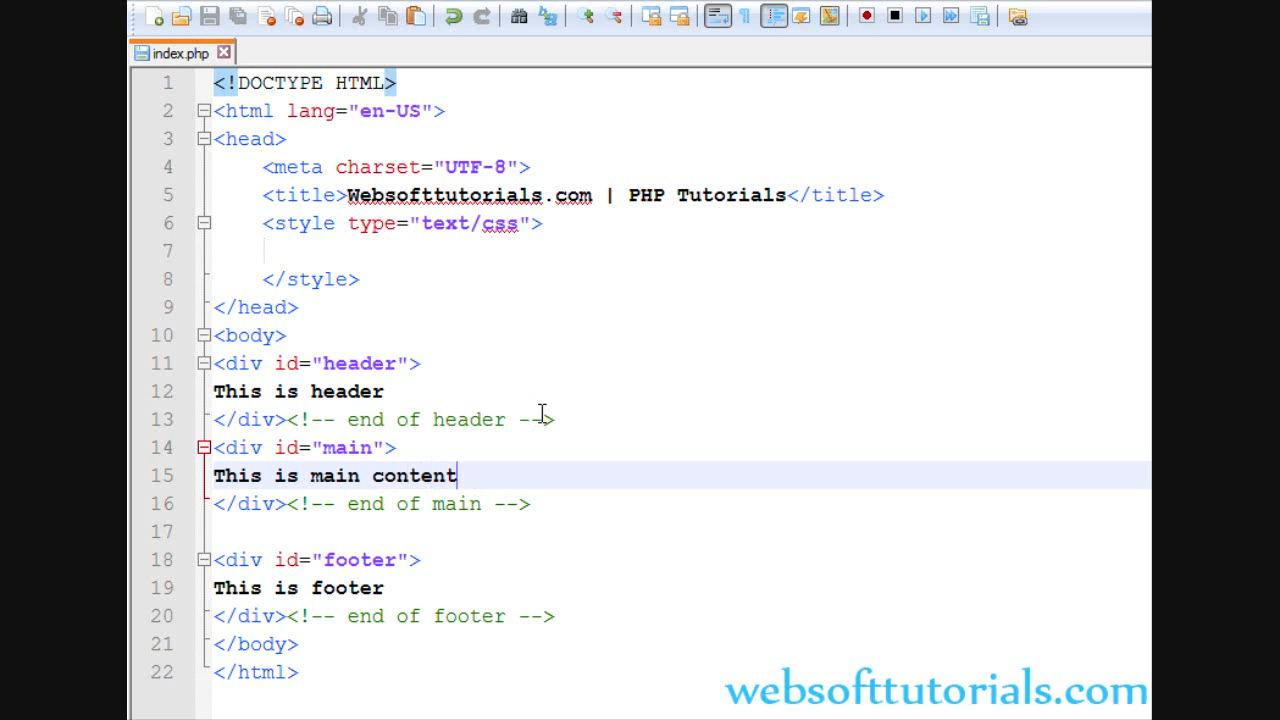 index.php
1 <!DOCTYPE HTML>
2 <html lang="en-US">
3 <head>
4 <meta charset="UTF-8">
5 <title>Websofttutorials.com | PHP Tutorials</title>
6 <style type="text/css">
7
8 </style>
9 </head>
10 <body>
11 <div id="header">
12 This is header
13 </div><!-- end of header -->
14 <div id="main">
15 This is main content
16 </div><!-- end of main -->
17
18 <div id="footer">
19 This is footer
20 </div><!-- end of footer -->
21 </body>
22 </html>
websofttutorials.com